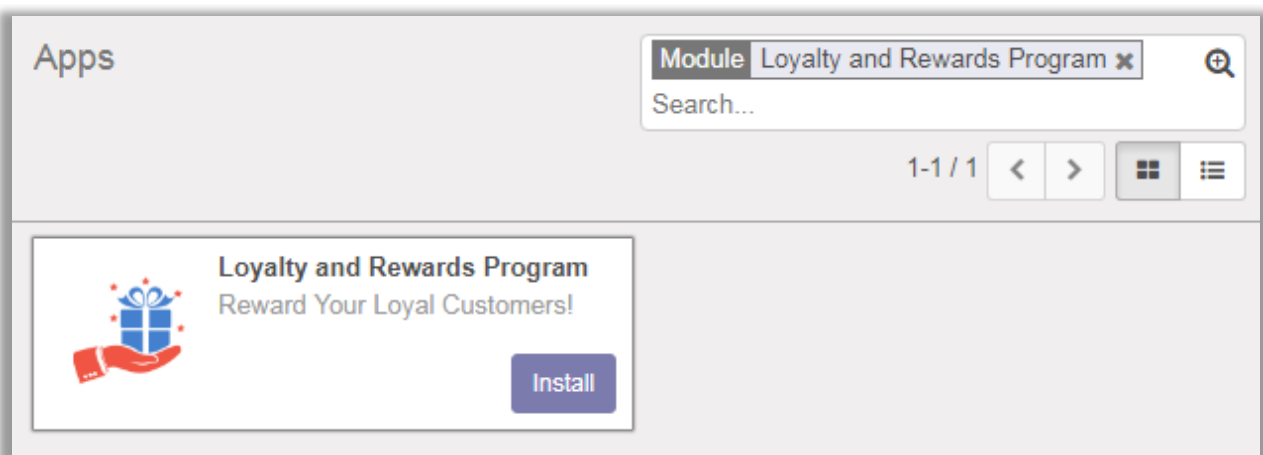 Apps
Module Loyalty and Rewards Program ×
Search...
1-1 / 1
Loyalty and Rewards Program
Reward Your Loyal Customers!
Install